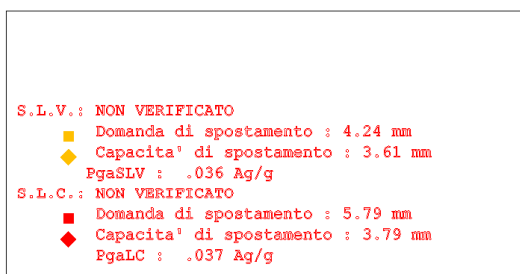 S.L.V.: NON VERIFICATO
Domanda di spostamento : 4.24 mm
Capacita' di spostamento : 3.61 mm
PgaSLV : .036 Ag/g
S.L.C.: NON VERIFICATO
Domanda di spostamento : 5.79 mm
Capacita' di spostamento : 3.79 mm
PgaLC : .037 Ag/g